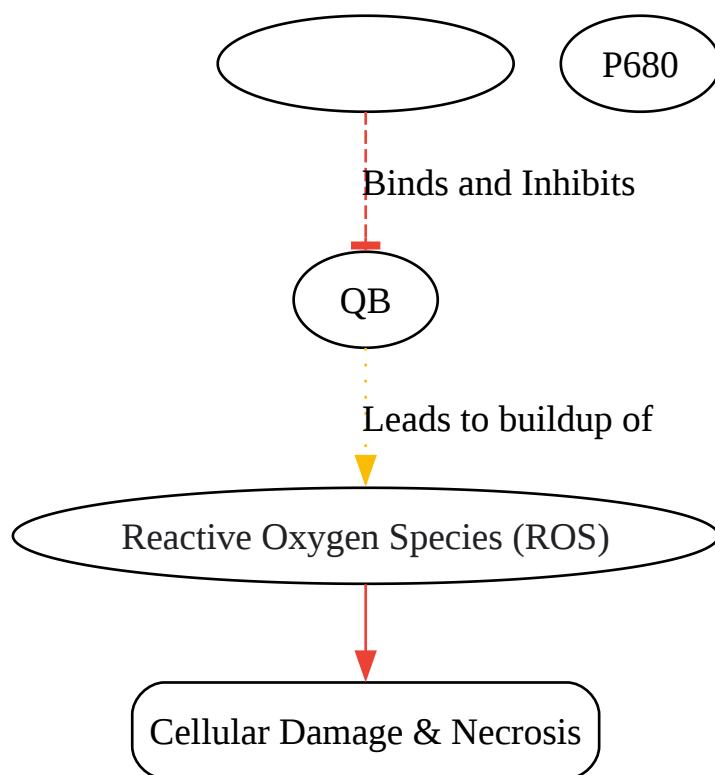 P680
Binds and Inhibits
QB
Leads to buildup of
Reactive Oxygen Species (ROS)
Cellular Damage & Necrosis